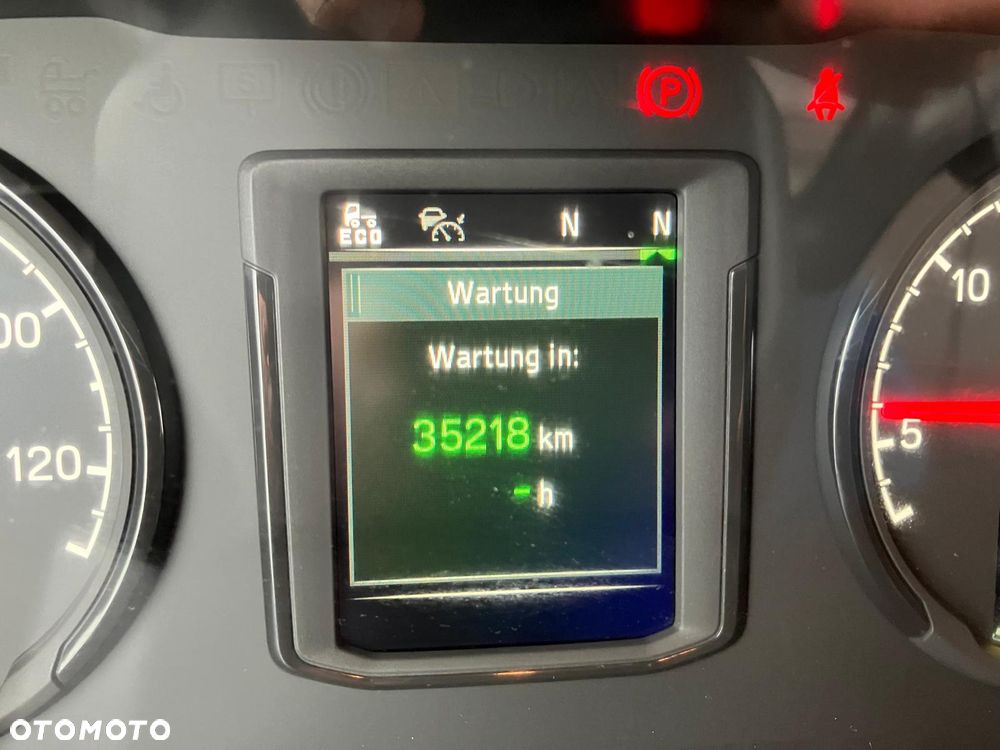 P
ECO
N
N
Wartung
Wartung in:
35218 km
- h
00
120
10
5
OTOMOTO